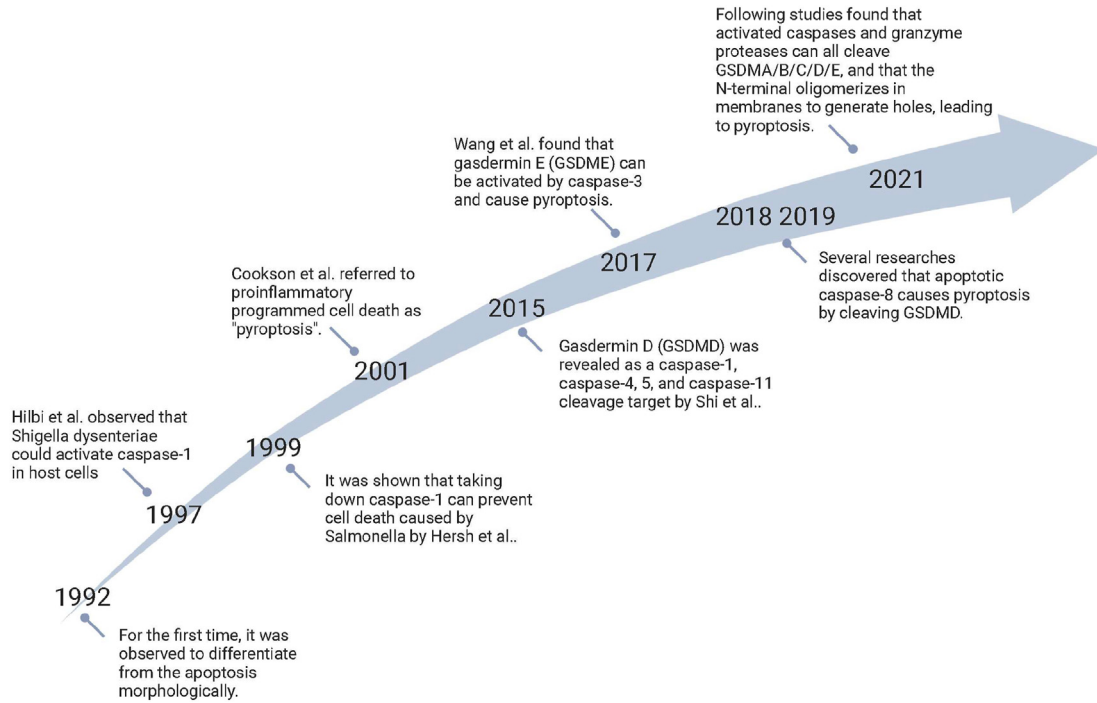 Following studies found that
activated caspases and granzyme
proteases can all cleave
GSDMA/B/C/D/E, and that the
N-terminal oligomerizes in
membranes to generate holes, leading
to pyroptosis.
2021
Wang et al. found that
gasdermin E (GSDME) can
be activated by caspase-3
and cause pyroptosis.
2018 2019
Several researches
discovered that apoptotic
caspase-8 causes pyroptosis
by cleaving GSDMD.
2017
Cookson et al. referred to
proinflammatory
programmed cell death as
"pyroptosis".
2015
Gasdermin D (GSDMD) was
revealed as a caspase-1,
caspase-4, 5, and caspase-11
cleavage target by Shi et al..
2001
Hilbi et al. observed that
Shigella dysenteriae
could activate caspase-1
in host cells
1999
It was shown that taking
down caspase-1 can prevent
cell death caused by
Salmonella by Hersh et al..
1997
1992
For the first time, it was
observed to differentiate
from the apoptosis
morphologically.